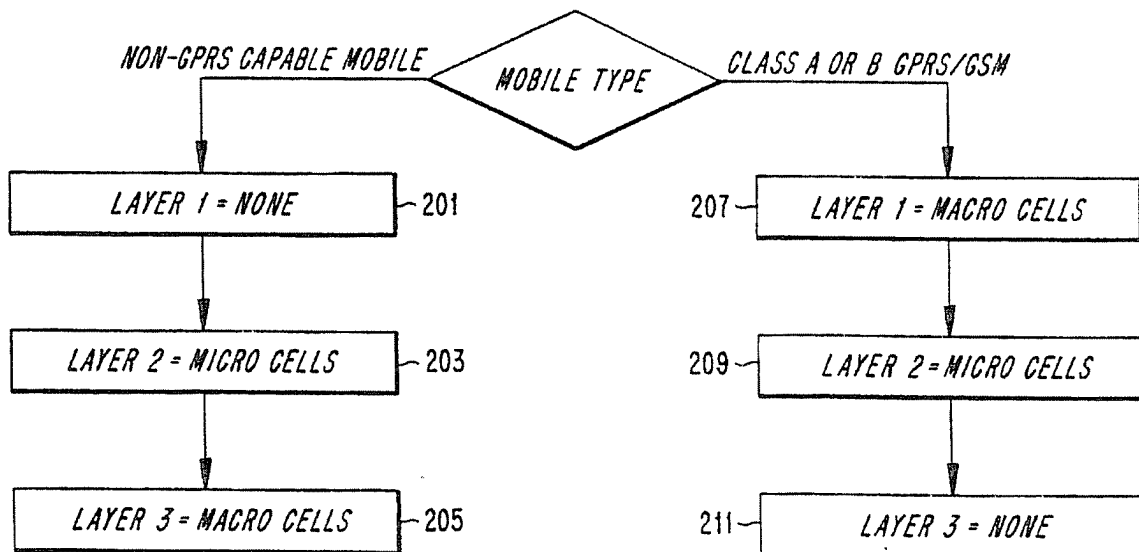 MOBILE TYPE
NON-GPRS CAPABLE MOBILE
CLASS A OR B GPRS/GSM
LAYER 1 = NONE
201
LAYER 2 = MICRO CELLS
203
LAYER 3 = MACRO CELLS
205
207
LAYER 1 = MACRO CELLS
209
LAYER 2 = MICRO CELLS
211
LAYER 3 = NONE